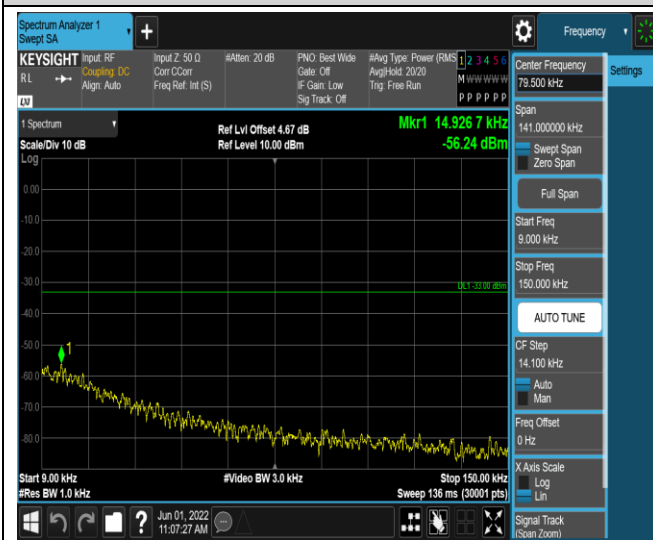 Spectrum Analyzer 1
Swept SA
+
Frequency
KEYSIGHT
RL
LXI
Input: RF
Coupling: DC
Align: Auto
Input Z: 50 Ω
Corr CCorr
Freq Ref: Int (S)
#Atten: 20 dB
PNO: Best Wide
Gate: Off
IF Gain: Low
Sig Track: Off
#Avg Type: Power (RMS
Avg|Hold: 20/20
Trig: Free Run
1 2 3 4 5 6
M W W W W W
P P P P P P
1 Spectrum
Scale/Div 10 dB
Log
Ref Lvl Offset 4.67 dB
Ref Level 10.00 dBm
Mkr1 14.926 7 kHz
-56.24 dBm
0.00
-10.0
-20.0
-30.0
DL1 -33.00 dBm
-40.0
-50.0
1
-60.0
-70.0
-80.0
Start 9.00 kHz
#Res BW 1.0 kHz
#Video BW 3.0 kHz
Stop 150.00 kHz
Sweep 136 ms (30001 pts)
?
Jun 01, 2022
11:07:27 AM
Center Frequency
79.500 kHz
Span
141.000000 kHz
Swept Span
Zero Span
Full Span
Start Freq
9.000 kHz
Stop Freq
150.000 kHz
AUTO TUNE
CF Step
14.100 kHz
Auto
Man
Freq Offset
0 Hz
X Axis Scale
Log
Lin
Signal Track
(Span Zoom)
Settings